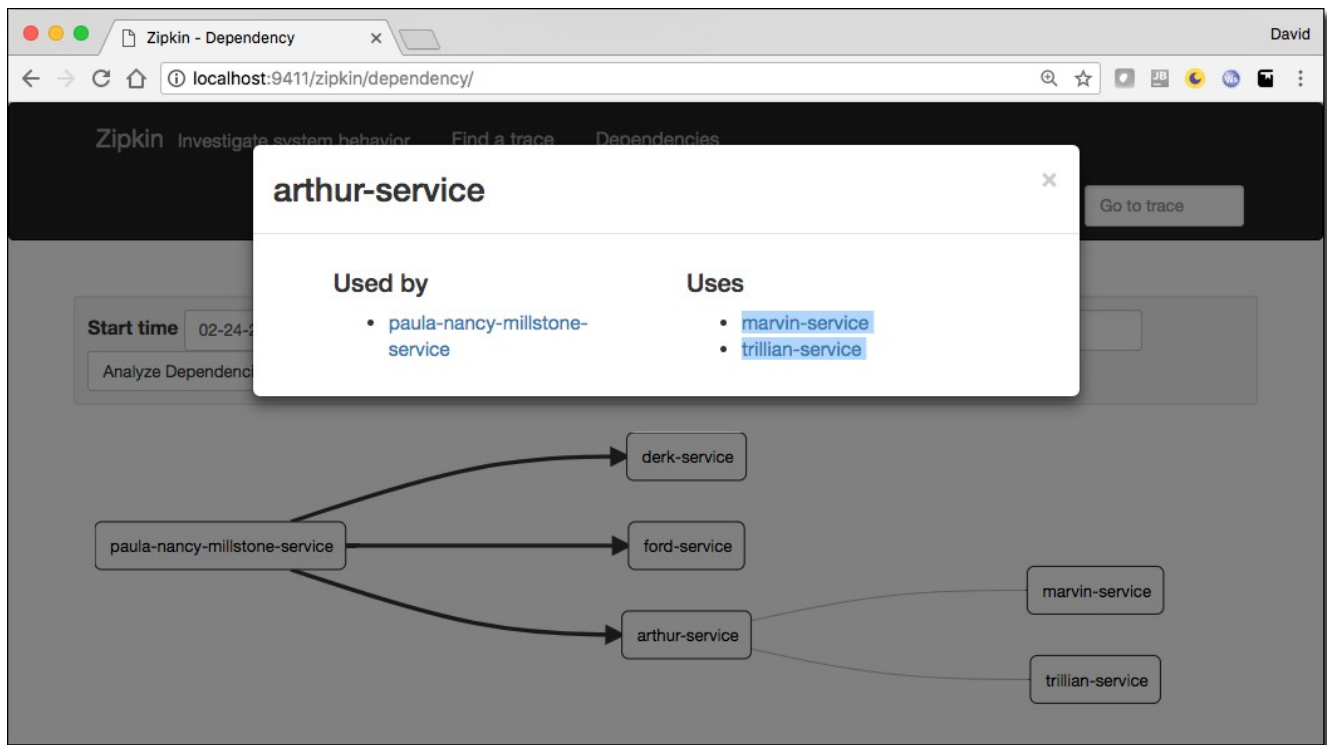 Zipkin - Dependency
David
localhost:9411/zipkin/dependency/
JB
Zipkin Investigate system behavior Find a trace Dependencies
Go to trace
arthur-service
×
Used by
paula-nancy-millstone-
service
Uses
marvin-service
trillian-service
Start time 02-24-2
Analyze Dependenci
derk-service
paula-nancy-millstone-service
ford-service
marvin-service
arthur-service
trillian-service